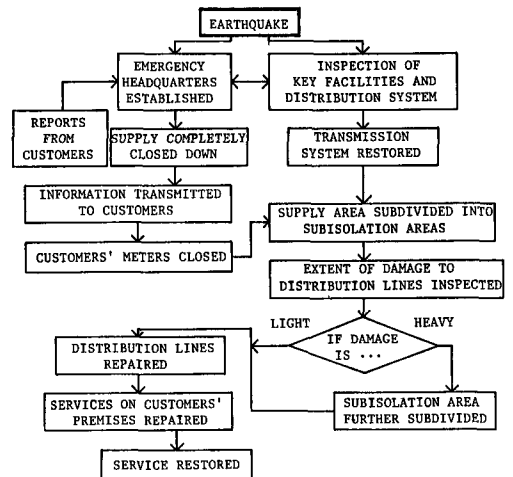 EARTHQUAKE
EMERGENCY
HEADQUARTERS
ESTABLISHED
INSPECTION OF
KEY FACILITIES AND
DISTRIBUTION SYSTEM
REPORTS
FROM
CUSTOMERS
SUPPLY COMPLETELY
CLOSED DOWN
TRANSMISSION
SYSTEM RESTORED
INFORMATION TRANSMITTED
TO CUSTOMERS
SUPPLY AREA SUBDIVIDED INTO
SUBISOLATION AREAS
CUSTOMERS' METERS CLOSED
EXTENT OF DAMAGE TO
DISTRIBUTION LINES INSPECTED
LIGHT
HEAVY
IF DAMAGE
IS ...
DISTRIBUTION LINES
REPAIRED
SERVICES ON CUSTOMERS'
PREMISES REPAIRED
SUBISOLATION AREA
FURTHER SUBDIVIDED
SERVICE RESTORED